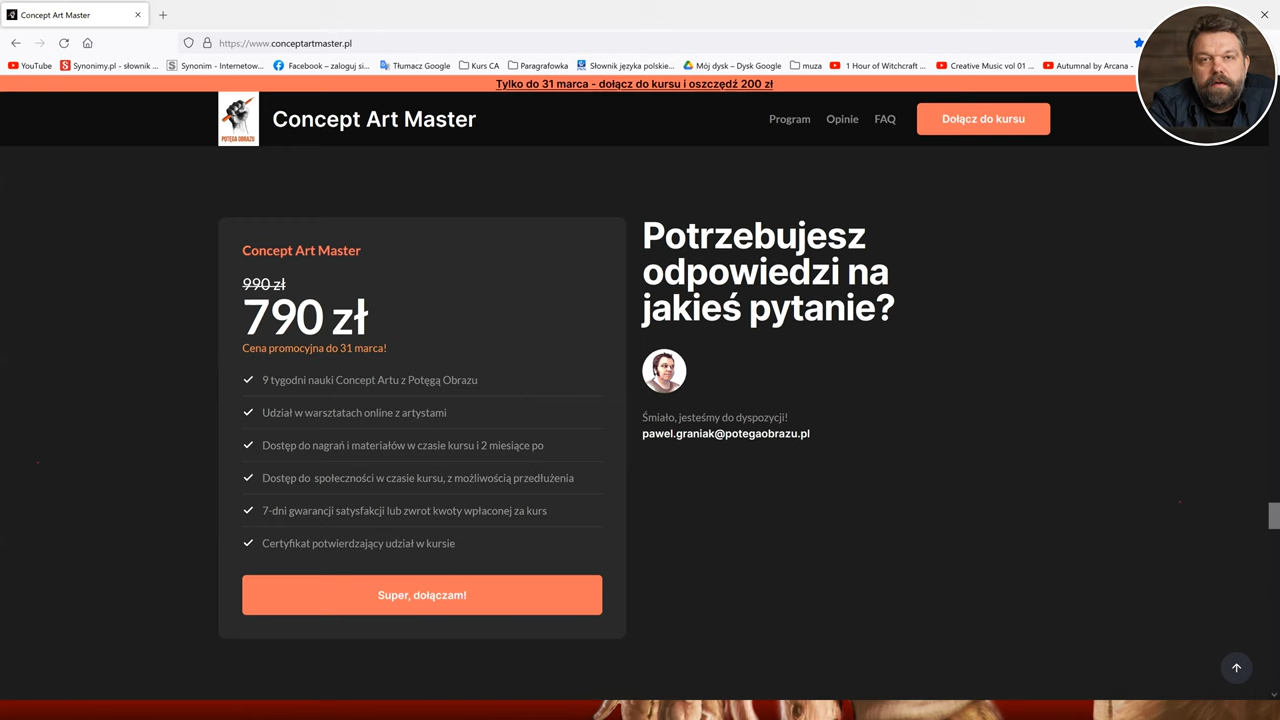 Concept Art Master
https://www.conceptartmaster.pl
YouTube
Synonimy.pl - słownik ...
Synonim - Internetow...
Facebook – zaloguj si...
Tłumacz Google
Kurs CA
Paragrafowka
Słownik języka polskie...
Mój dysk – Dysk Google
muza
1 Hour of Witchcraft ...
Creative Music vol 01 ...
Autumnal by Arcana -
Tylko do 31 marca - dołącz do kursu i oszczędź 200 zł
POTĘGA OBRAZU
Concept Art Master
Program
Opinie
FAQ
Dołącz do kursu
Concept Art Master
990 zł
790 zł
Cena promocyjna do 31 marca!
9 tygodni nauki Concept Artu z Potęgą Obrazu
Udział w warsztatach online z artystami
Dostęp do nagrań i materiałów w czasie kursu i 2 miesiące po
Dostęp do społeczności w czasie kursu, z możliwością przedłużenia
7-dni gwarancji satysfakcji lub zwrot kwoty wpłaconej za kurs
Certyfikat potwierdzający udział w kursie
Super, dołączam!
Potrzebujesz
odpowiedzi na
jakieś pytanie?
Śmiało, jesteśmy do dyspozycji!
pawel.graniak@potegaobrazu.pl